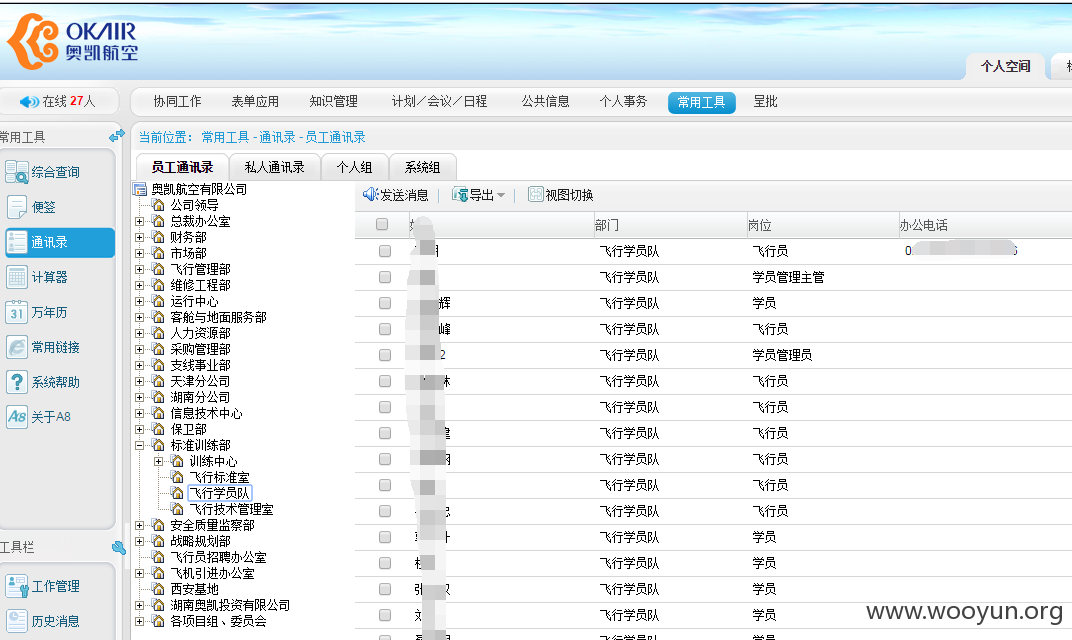 OKAIR
奥凯航空
个人空间
在线 27人
协同工作 表单应用 知识管理 计划/会议/日程 公共信息 个人事务 常用工具 呈批
常用工具
当前位置： 常用工具 - 通讯录 - 员工通讯录
员工通讯录 私人通讯录 个人组 系统组
综合查询
便签
通讯录
计算器
31 万年历
常用链接
系统帮助
A8 关于A8
工具栏
工作管理
历史消息
奥凯航空有限公司
公司领导
总裁办公室
财务部
市场部
飞行管理部
维修工程部
运行中心
客舱与地面服务部
人力资源部
采购管理部
支线事业部
天津分公司
湖南分公司
信息技术中心
保卫部
标准训练部
训练中心
飞行标准室
飞行学员队
飞行技术管理室
安全质量监察部
战略规划部
飞行员招聘办公室
飞机引进办公室
西安基地
湖南奥凯投资有限公司
各项目组、委员会
发送消息 导出 视图切换
部门 岗位 办公电话
飞行学员队 飞行员
飞行学员队 学员管理主管
辉 飞行学员队 学员
峰 飞行学员队 飞行员
2 飞行学员队 学员管理员
飞行学员队 飞行员
飞行学员队 飞行员
飞行学员队 飞行员
飞行学员队 飞行员
飞行学员队 飞行员
飞行学员队 飞行员
飞行学员队 学员
飞行学员队 学员
飞行学员队 学员
飞行学员队 学员
www.wooyun.org